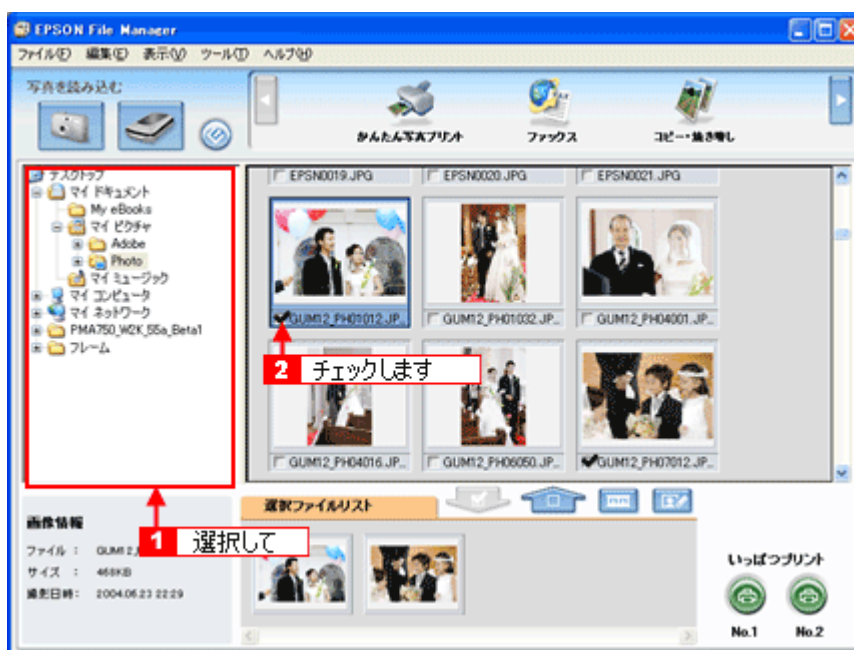 EPSON File Manager
ファイル(F) 編集(E) 表示(V) ツール(T) ヘルプ(H)
写真を読み込む
かんたん写真プリント
ファックス
コピー・焼き増し
デスクトップ
マイ ドキュメント
My eBooks
マイ ピクチャ
Adobe
Photo
マイ ミュージック
マイ コンピュータ
マイ ネットワーク
PMA750_W2K_S5a_Beta1
フレーム
EPSN0019.JPG
EPSN0020.JPG
EPSN0021.JPG
GUM12_PH01012.JP...
GUM12_PH01032.JP...
GUM12_PH04001.JP...
2 チェックします
GUM12_PH04016.JP...
GUM12_PH06050.JP...
GUM12_PH07012.JP...
1 選択して
画像情報
ファイル : GUM12
サイズ : 468KB
撮影日時: 2004.06.23 22:29
選択ファイルリスト
いっぱつプリント
No.1
No.2